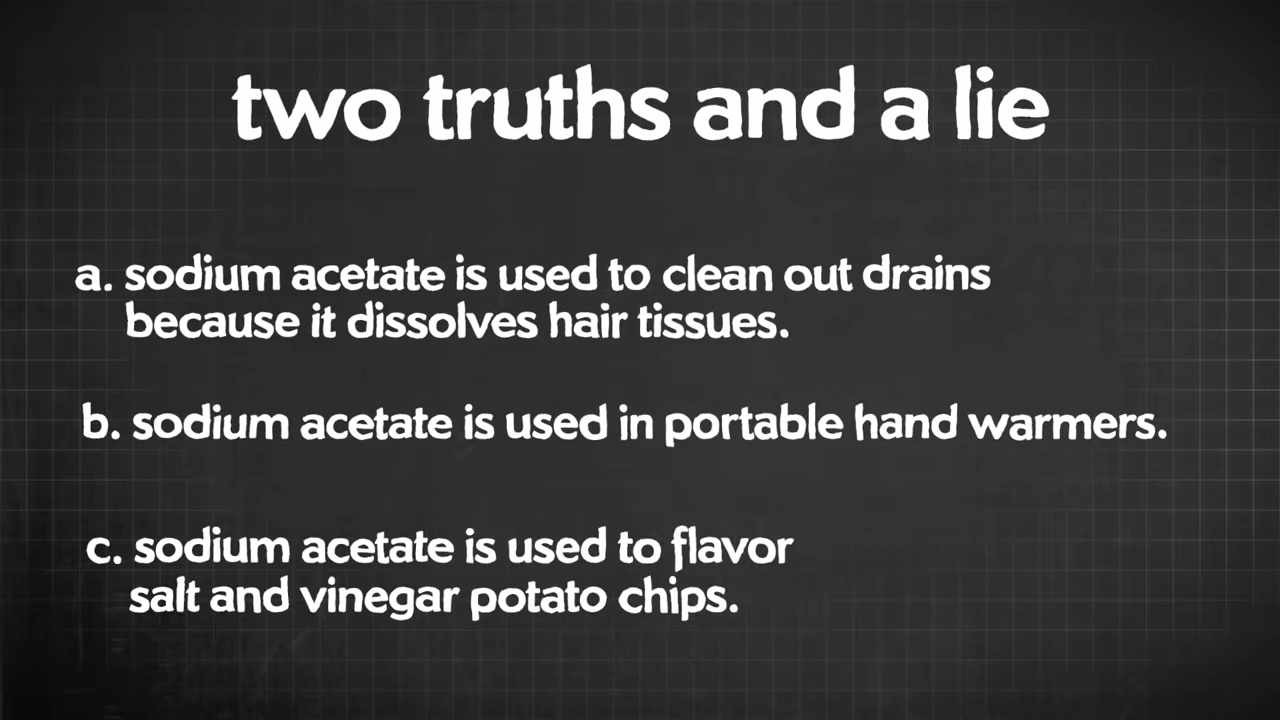 two truths and a lie
a. sodium acetate is used to clean out drains
because it dissolves hair tissues.
b. sodium acetate is used in portable hand warmers.
c. sodium acetate is used to flavor
salt and vinegar potato chips.